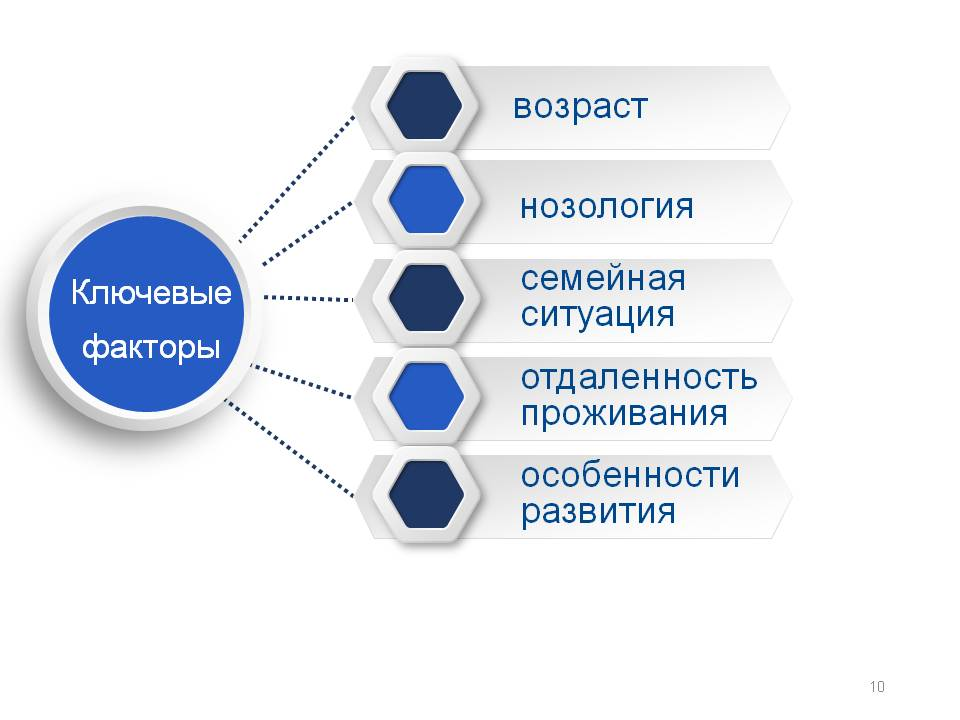 Ключевые
факторы
возраст
нозология
семейная
ситуация
отдаленность
проживания
особенности
развития
10